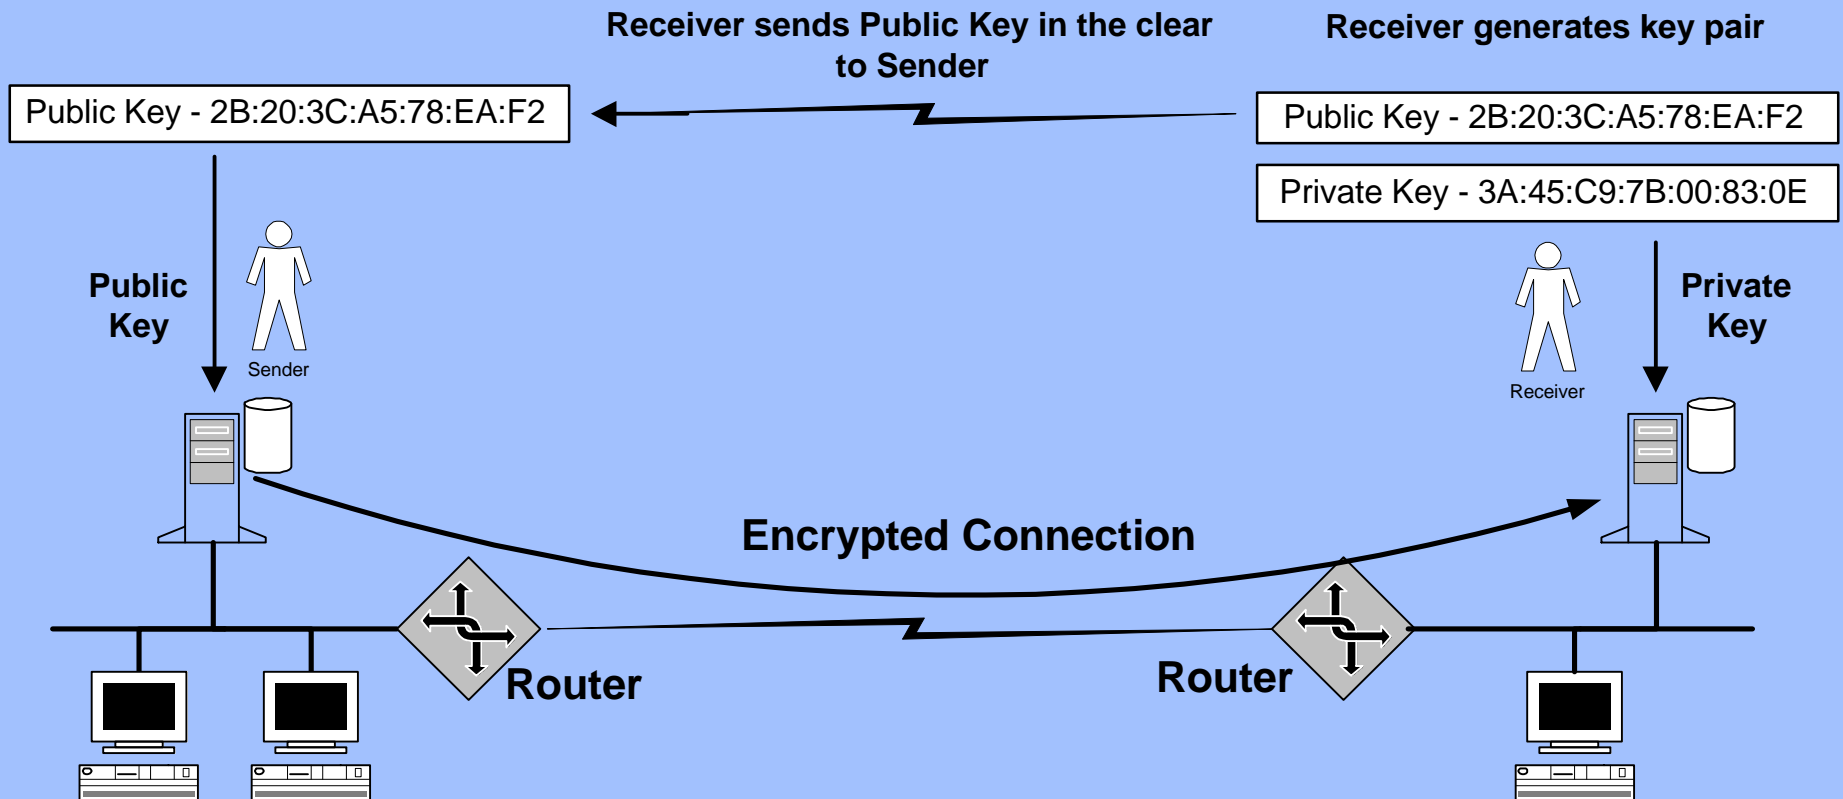 Receiver sends Public Key in the clear
to Sender
Receiver generates key pair
Public Key - 2B:20:3C:A5:78:EA:F2
Public Key - 2B:20:3C:A5:78:EA:F2
Private Key - 3A:45:C9:7B:00:83:0E
Public
Key
Sender
Receiver
Private
Key
Encrypted Connection
Router
Router